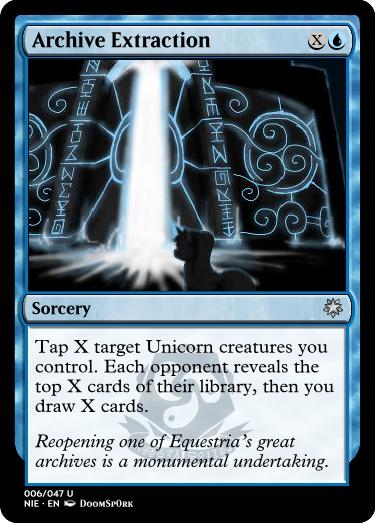 Archive Extraction X
Sorcery
Tap X target Unicorn creatures you
control. Each opponent reveals the
top X cards of their library, then you
draw X cards.
Reopening one of Equestria's great
archives is a monumental undertaking.
006/047 U
NIE • EN DoomSp0rk